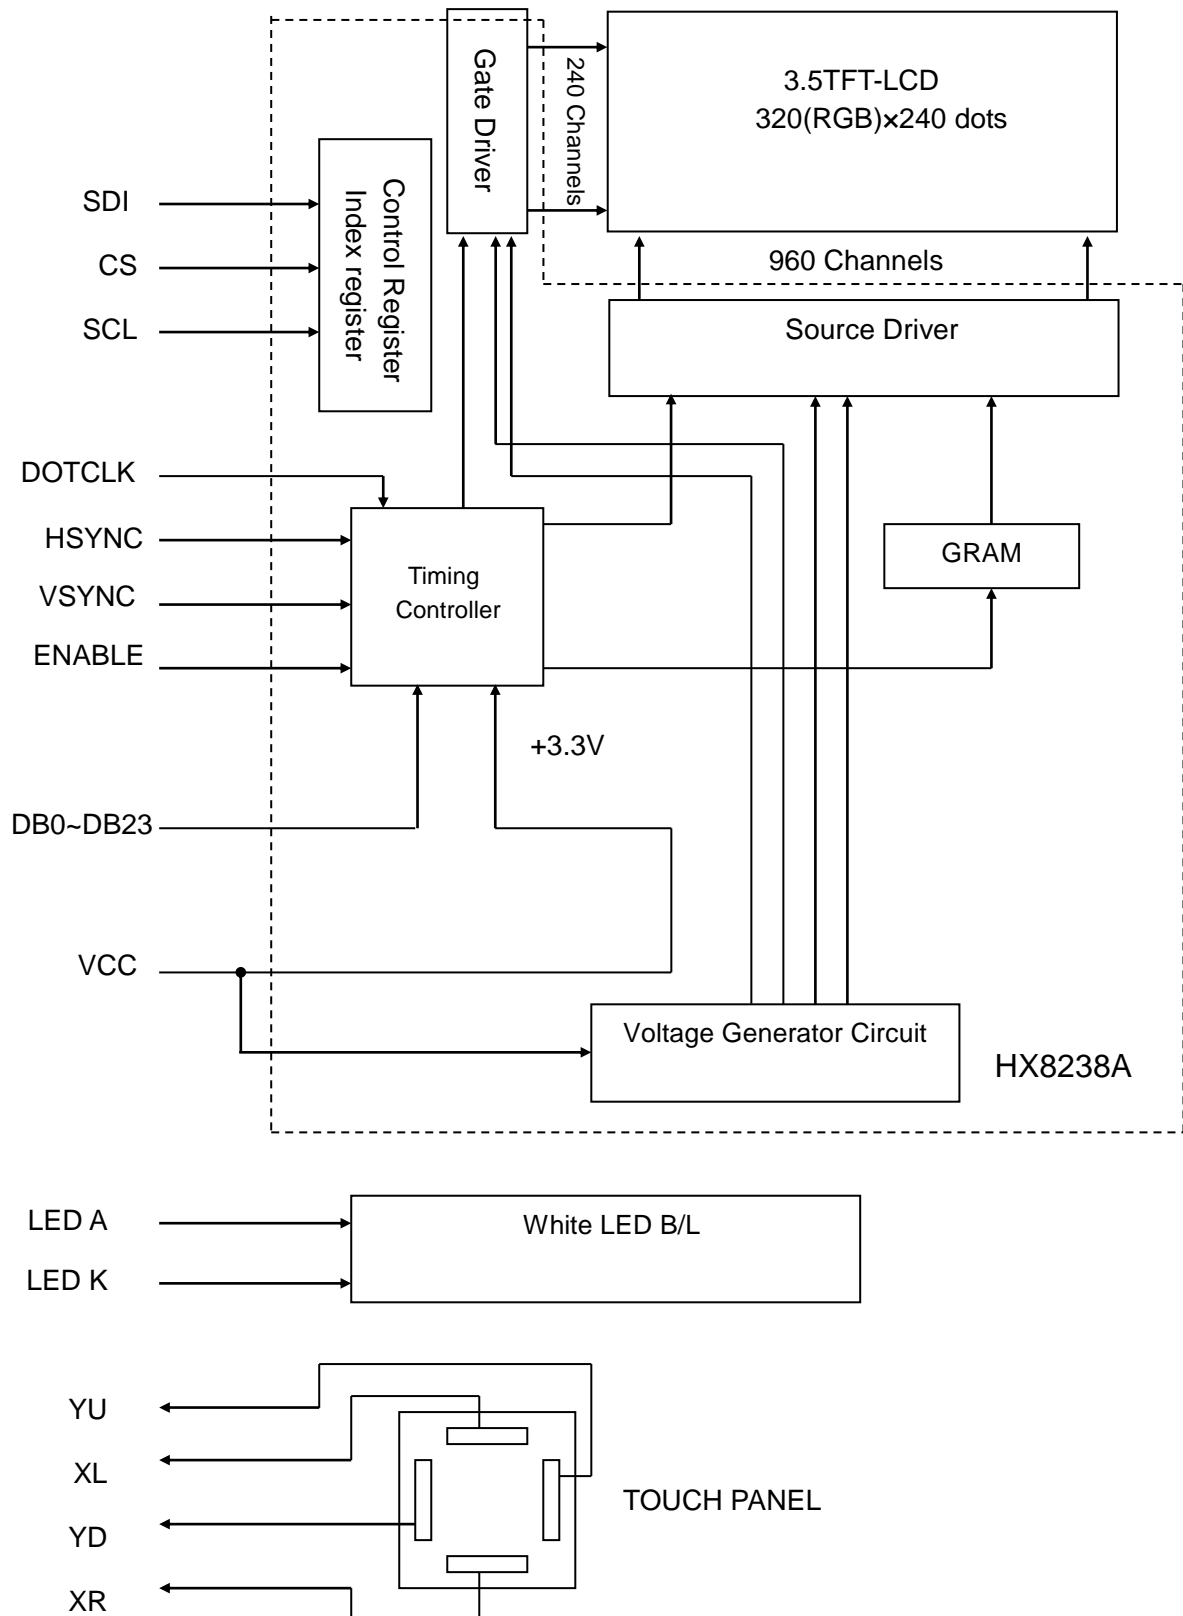 Gate Driver
240 Channels
3.5TFT-LCD
320(RGB)×240 dots
Control Register
Index register
SDI
CS
SCL
960 Channels
Source Driver
DOTCLK
HSYNC
VSYNC
ENABLE
Timing
Controller
GRAM
+3.3V
DB0~DB23
VCC
Voltage Generator Circuit
HX8238A
LED A
LED K
White LED B/L
YU
XL
YD
XR
TOUCH PANEL